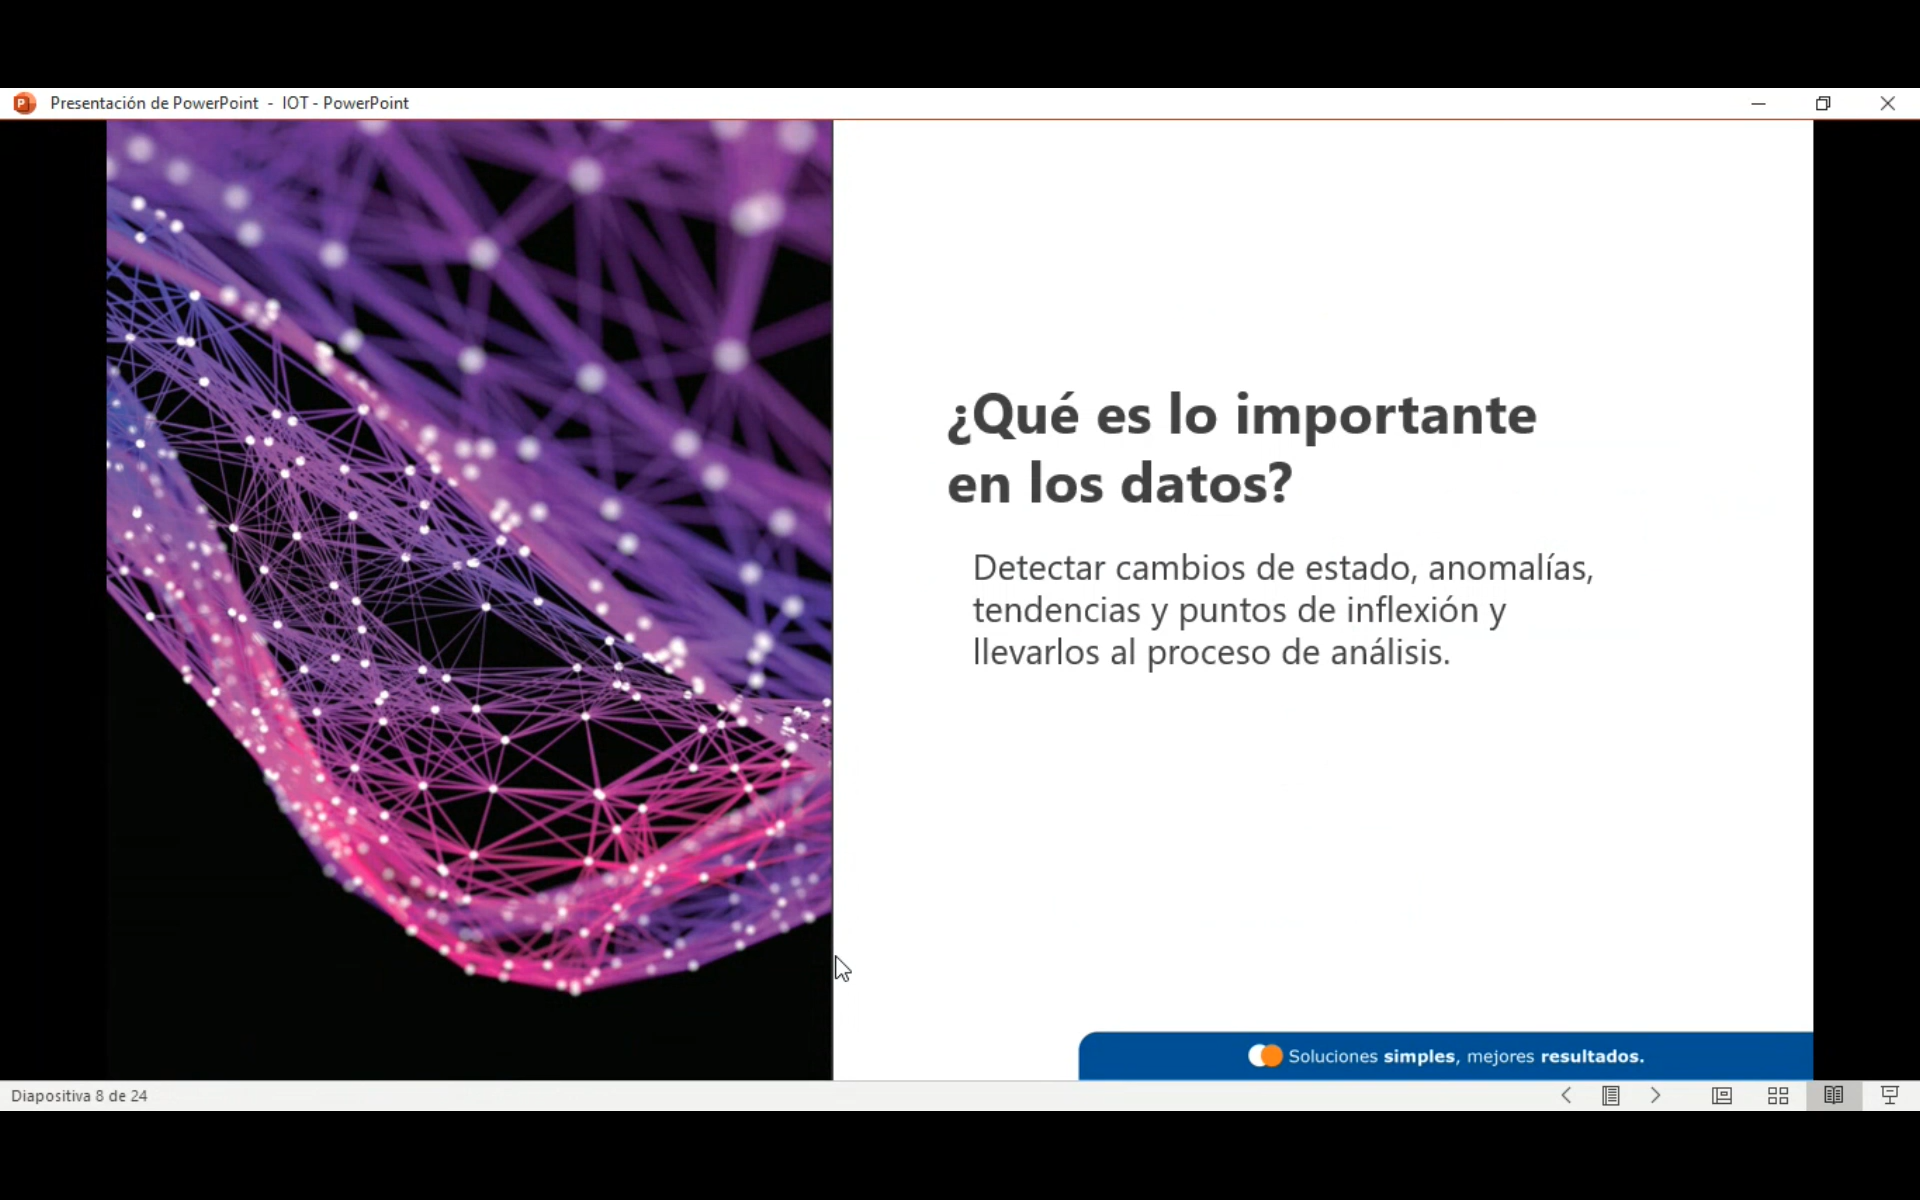 Presentación de PowerPoint - IOT - PowerPoint
¿Qué es lo importante
en los datos?
Detectar cambios de estado, anomalías,
tendencias y puntos de inflexión y
llevarlos al proceso de análisis.
Soluciones simples, mejores resultados.
Diapositiva 8 de 24